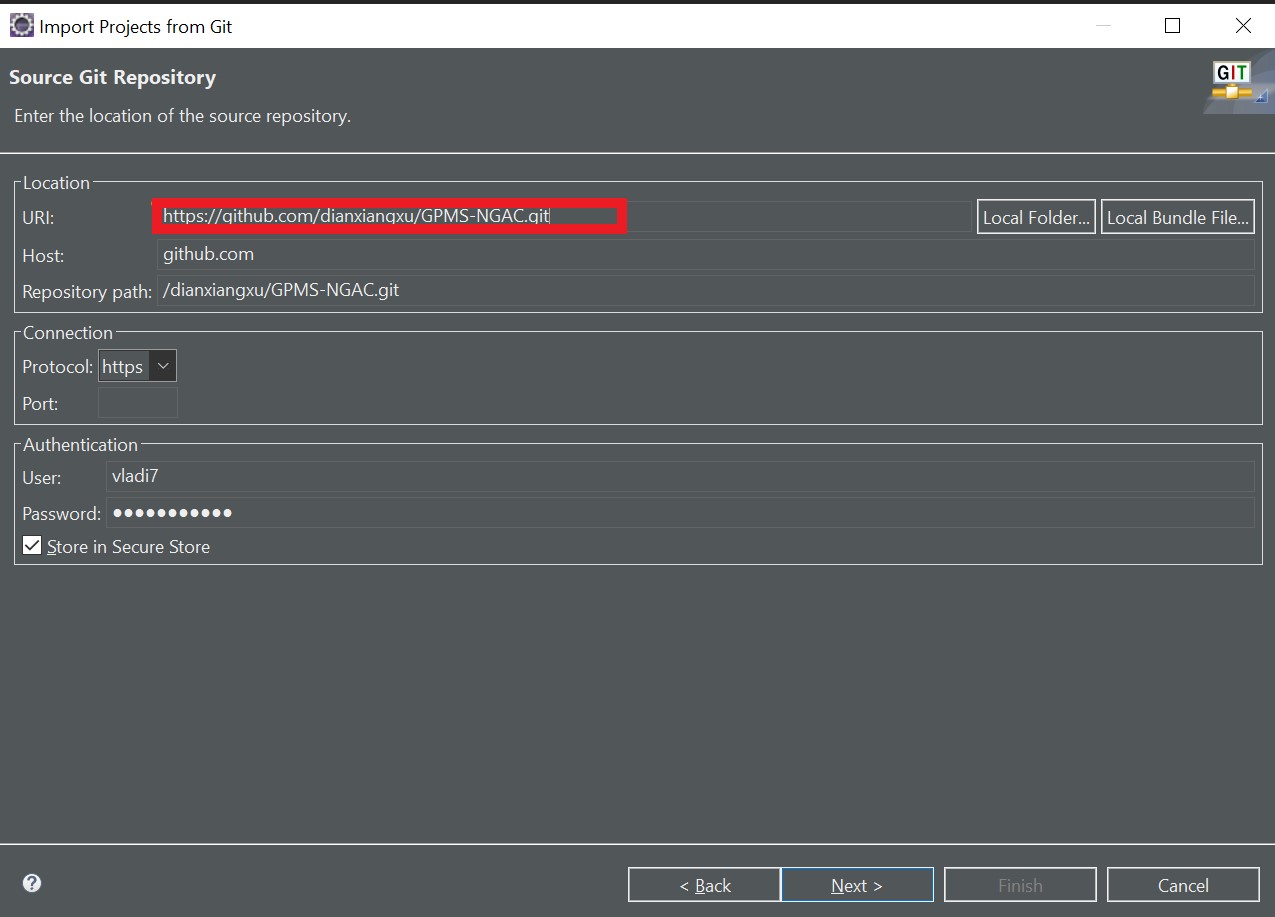 Import Projects from Git
Source Git Repository
GIT
Enter the location of the source repository.
Location
URI: https://github.com/dianxiangxu/GPMS-NGAC.git Local Folder... Local Bundle File...
Host: github.com
Repository path: /dianxiangxu/GPMS-NGAC.git
Connection
Protocol: https
Port:
Authentication
User: vladi7
Password: ●●●●●●●●●●●
Store in Secure Store
? < Back Next > Finish Cancel